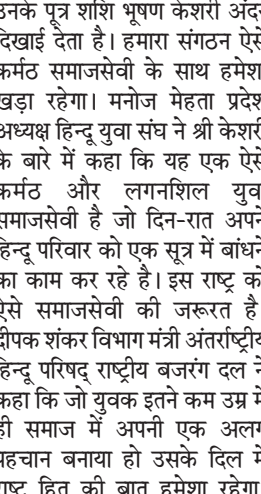 उनके पुत्र शशि भूषण केशरी अंदर
दिखाई देता है। हमारा संगठन ऐसे
कर्मठ समाजसेवी के साथ हमेशा
खड़ा रहेगा। मनोज मेहता प्रदेश
अध्यक्ष हिन्दू युवा संघ ने श्री केशरी
के बारे में कहा कि यह एक ऐसे
कर्मठ और लगनशिल युवा
समाजसेवी है जो दिन-रात अपने
हिन्दू परिवार को एक सूत्र में बांधने
का काम कर रहे है। इस राष्ट्र को
ऐसे समाजसेवी की जरूरत है
दीपक शंकर विभाग मंत्री अंतर्राष्ट्रीय
हिन्दू परिषद् राष्ट्रीय बजरंग दल ने
कहा कि जो युवक इतने कम उम्र में
ही समाज में अपनी एक अलग
पहचान बनाया हो उसके दिल में
राष्ट्र हित की बात हमेशा रहेगा